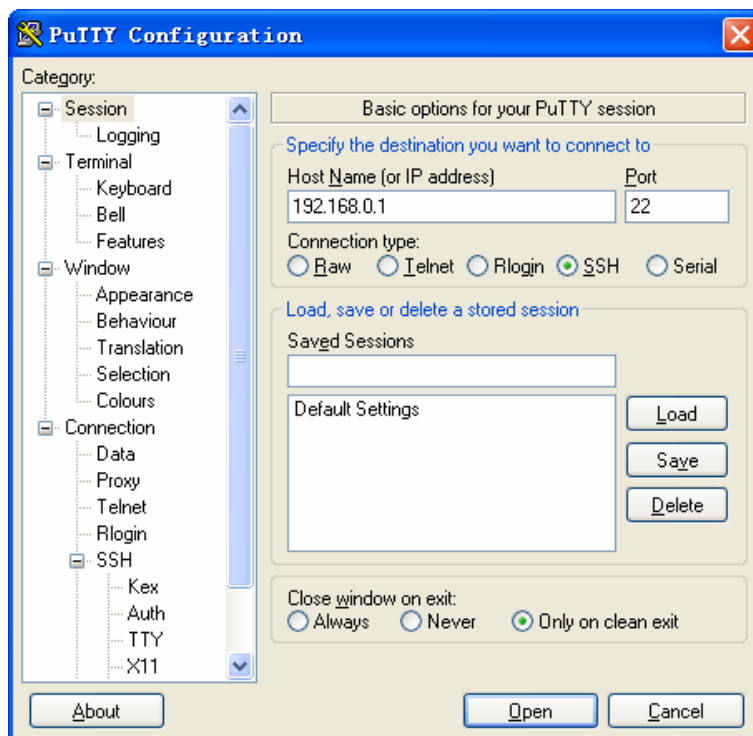 PuTTY Configuration
Category:
Session
Logging
Terminal
Keyboard
Bell
Features
Window
Appearance
Behaviour
Translation
Selection
Colours
Connection
Data
Proxy
Telnet
Rlogin
SSH
Kex
Auth
TTY
X11
Basic options for your PuTTY session
Specify the destination you want to connect to
Host Name (or IP address) Port
192.168.0.1 22
Connection type:
Raw Telnet Rlogin SSH Serial
Load, save or delete a stored session
Saved Sessions
Default Settings
Load
Save
Delete
Close window on exit:
Always Never Only on clean exit
About Open Cancel